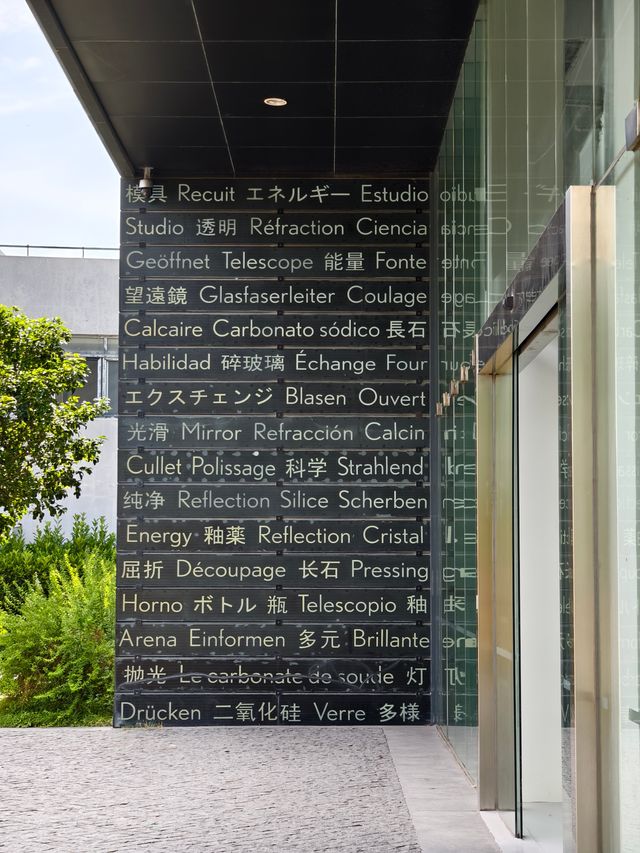 模具 Recuit エネルギー Estudio
Studio 透明 Réfraction Ciencia
Geöffnet Telescope 能量 Fonte
望遠鏡 Glasfaserleiter Coulage
Calcaire Carbonato sódico 長石
Habilidad 碎玻璃 Échange Four
エクスチェンジ Blasen Ouvert
光滑 Mirror Refracción Calcin
Cullet Polissage 科学 Strahlend
纯净 Reflection Silice Scherben
Energy 釉薬 Reflection Cristal
屈折 Découpage 长石 Pressing
Horno ボトル 瓶 Telescopio 釉
Arena Einformen 多元 Brillante
抛光 Le carbonate de soude 灯
Drücken 二氧化硅 Verre 多様